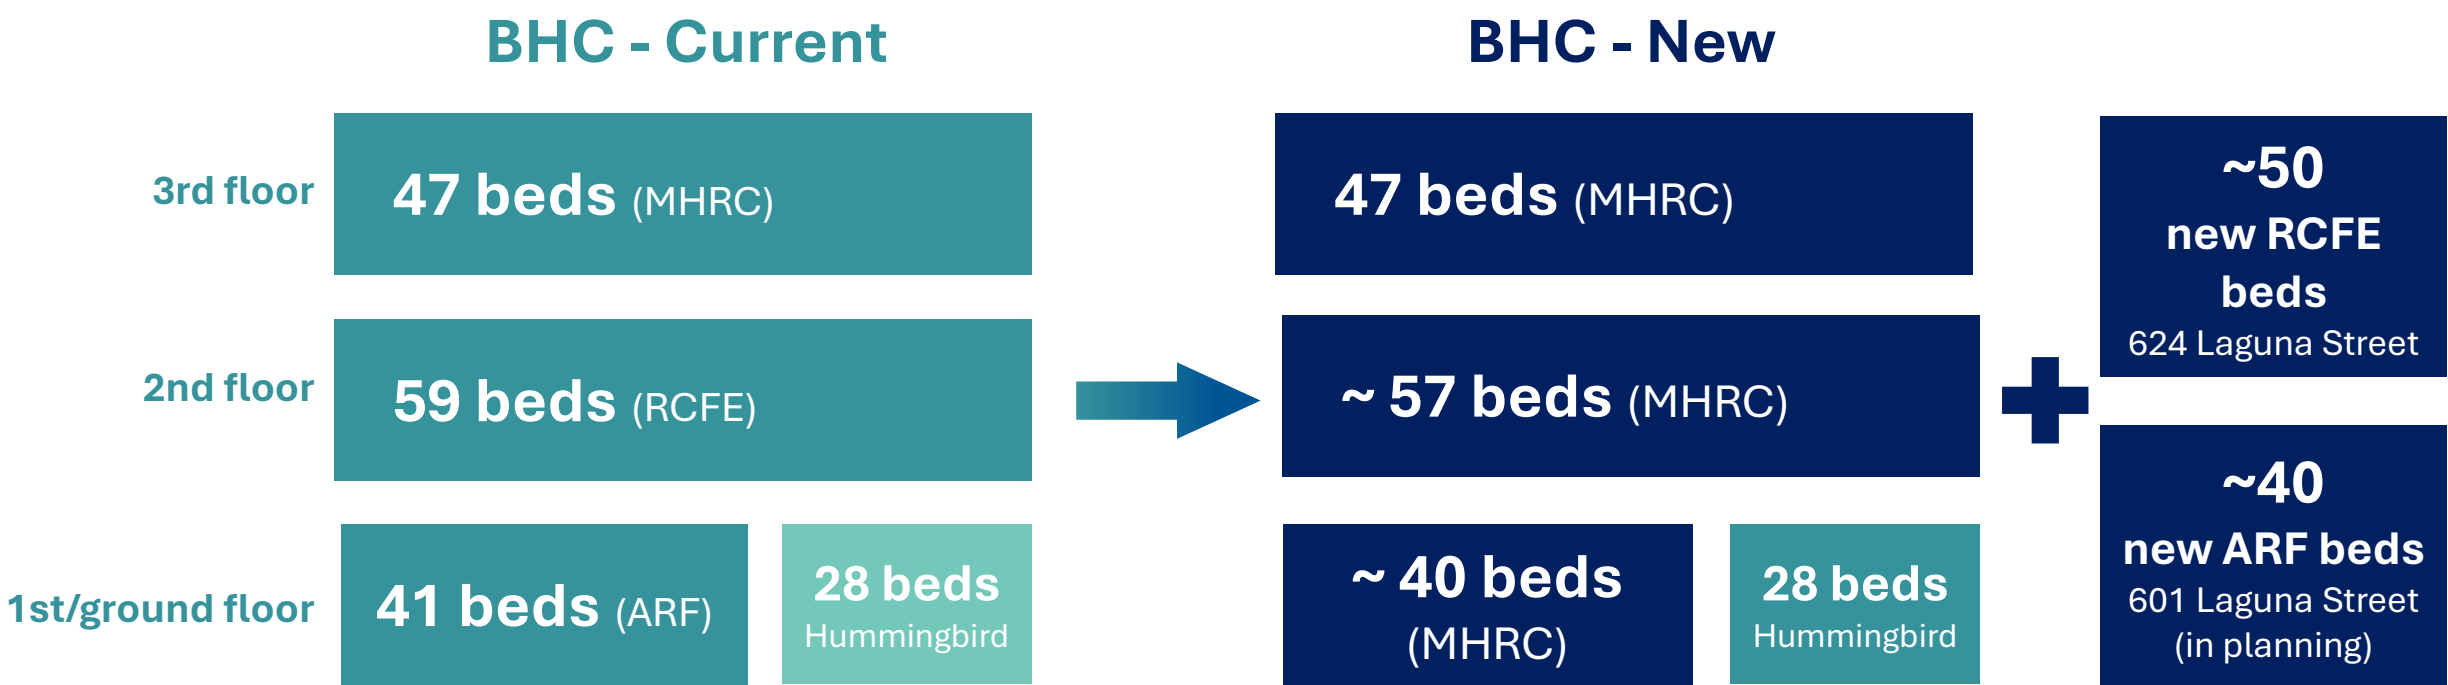 BHC - Current
3rd floor
47 beds (MHRC)
2nd floor
59 beds (RCFE)
1st/ground floor
41 beds (ARF)
28 beds
Hummingbird
BHC - New
47 beds (MHRC)
~ 57 beds (MHRC)
~ 40 beds
(MHRC)
28 beds
Hummingbird
~50
new RCFE
beds
624 Laguna Street
~40
new ARF beds
601 Laguna Street
(in planning)